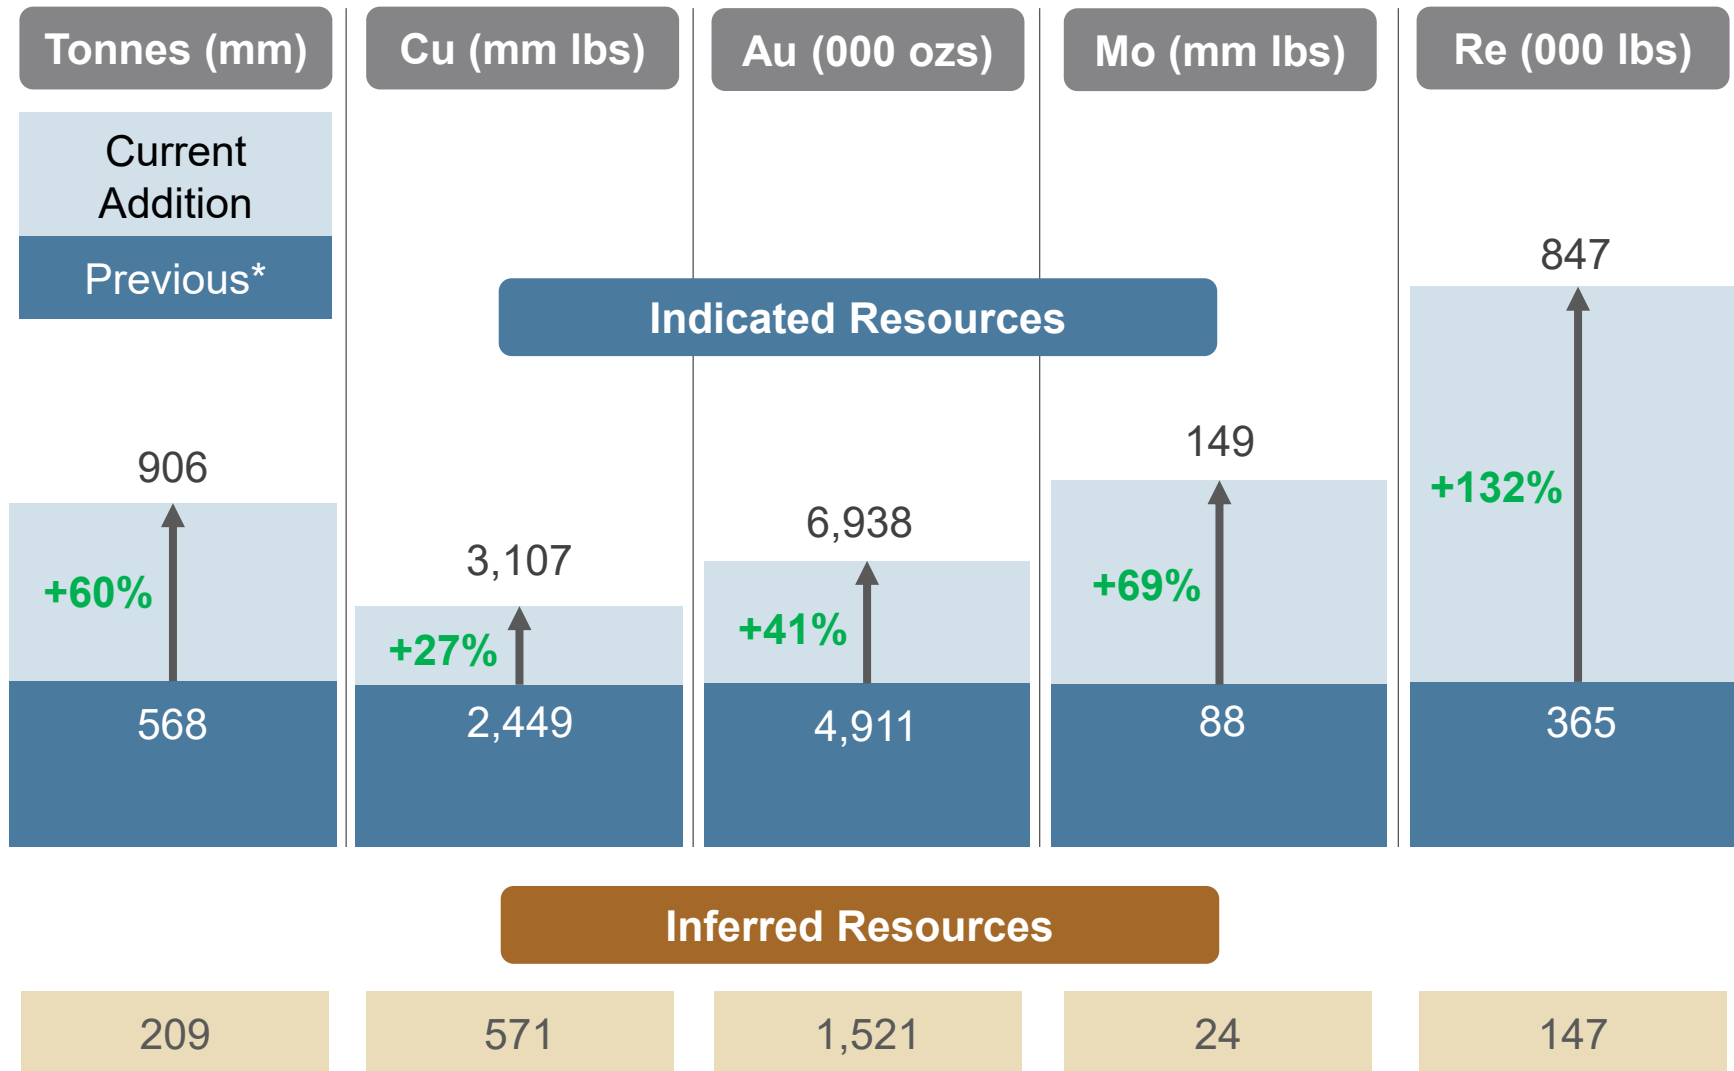 Tonnes (mm)
Cu (mm lbs)
Au (000 ozs)
Mo (mm lbs)
Re (000 lbs)
Current
Addition
Previous*
Indicated Resources
906
+60%
568
3,107
+27%
2,449
6,938
+41%
4,911
149
+69%
88
847
+132%
365
Inferred Resources
209
571
1,521
24
147